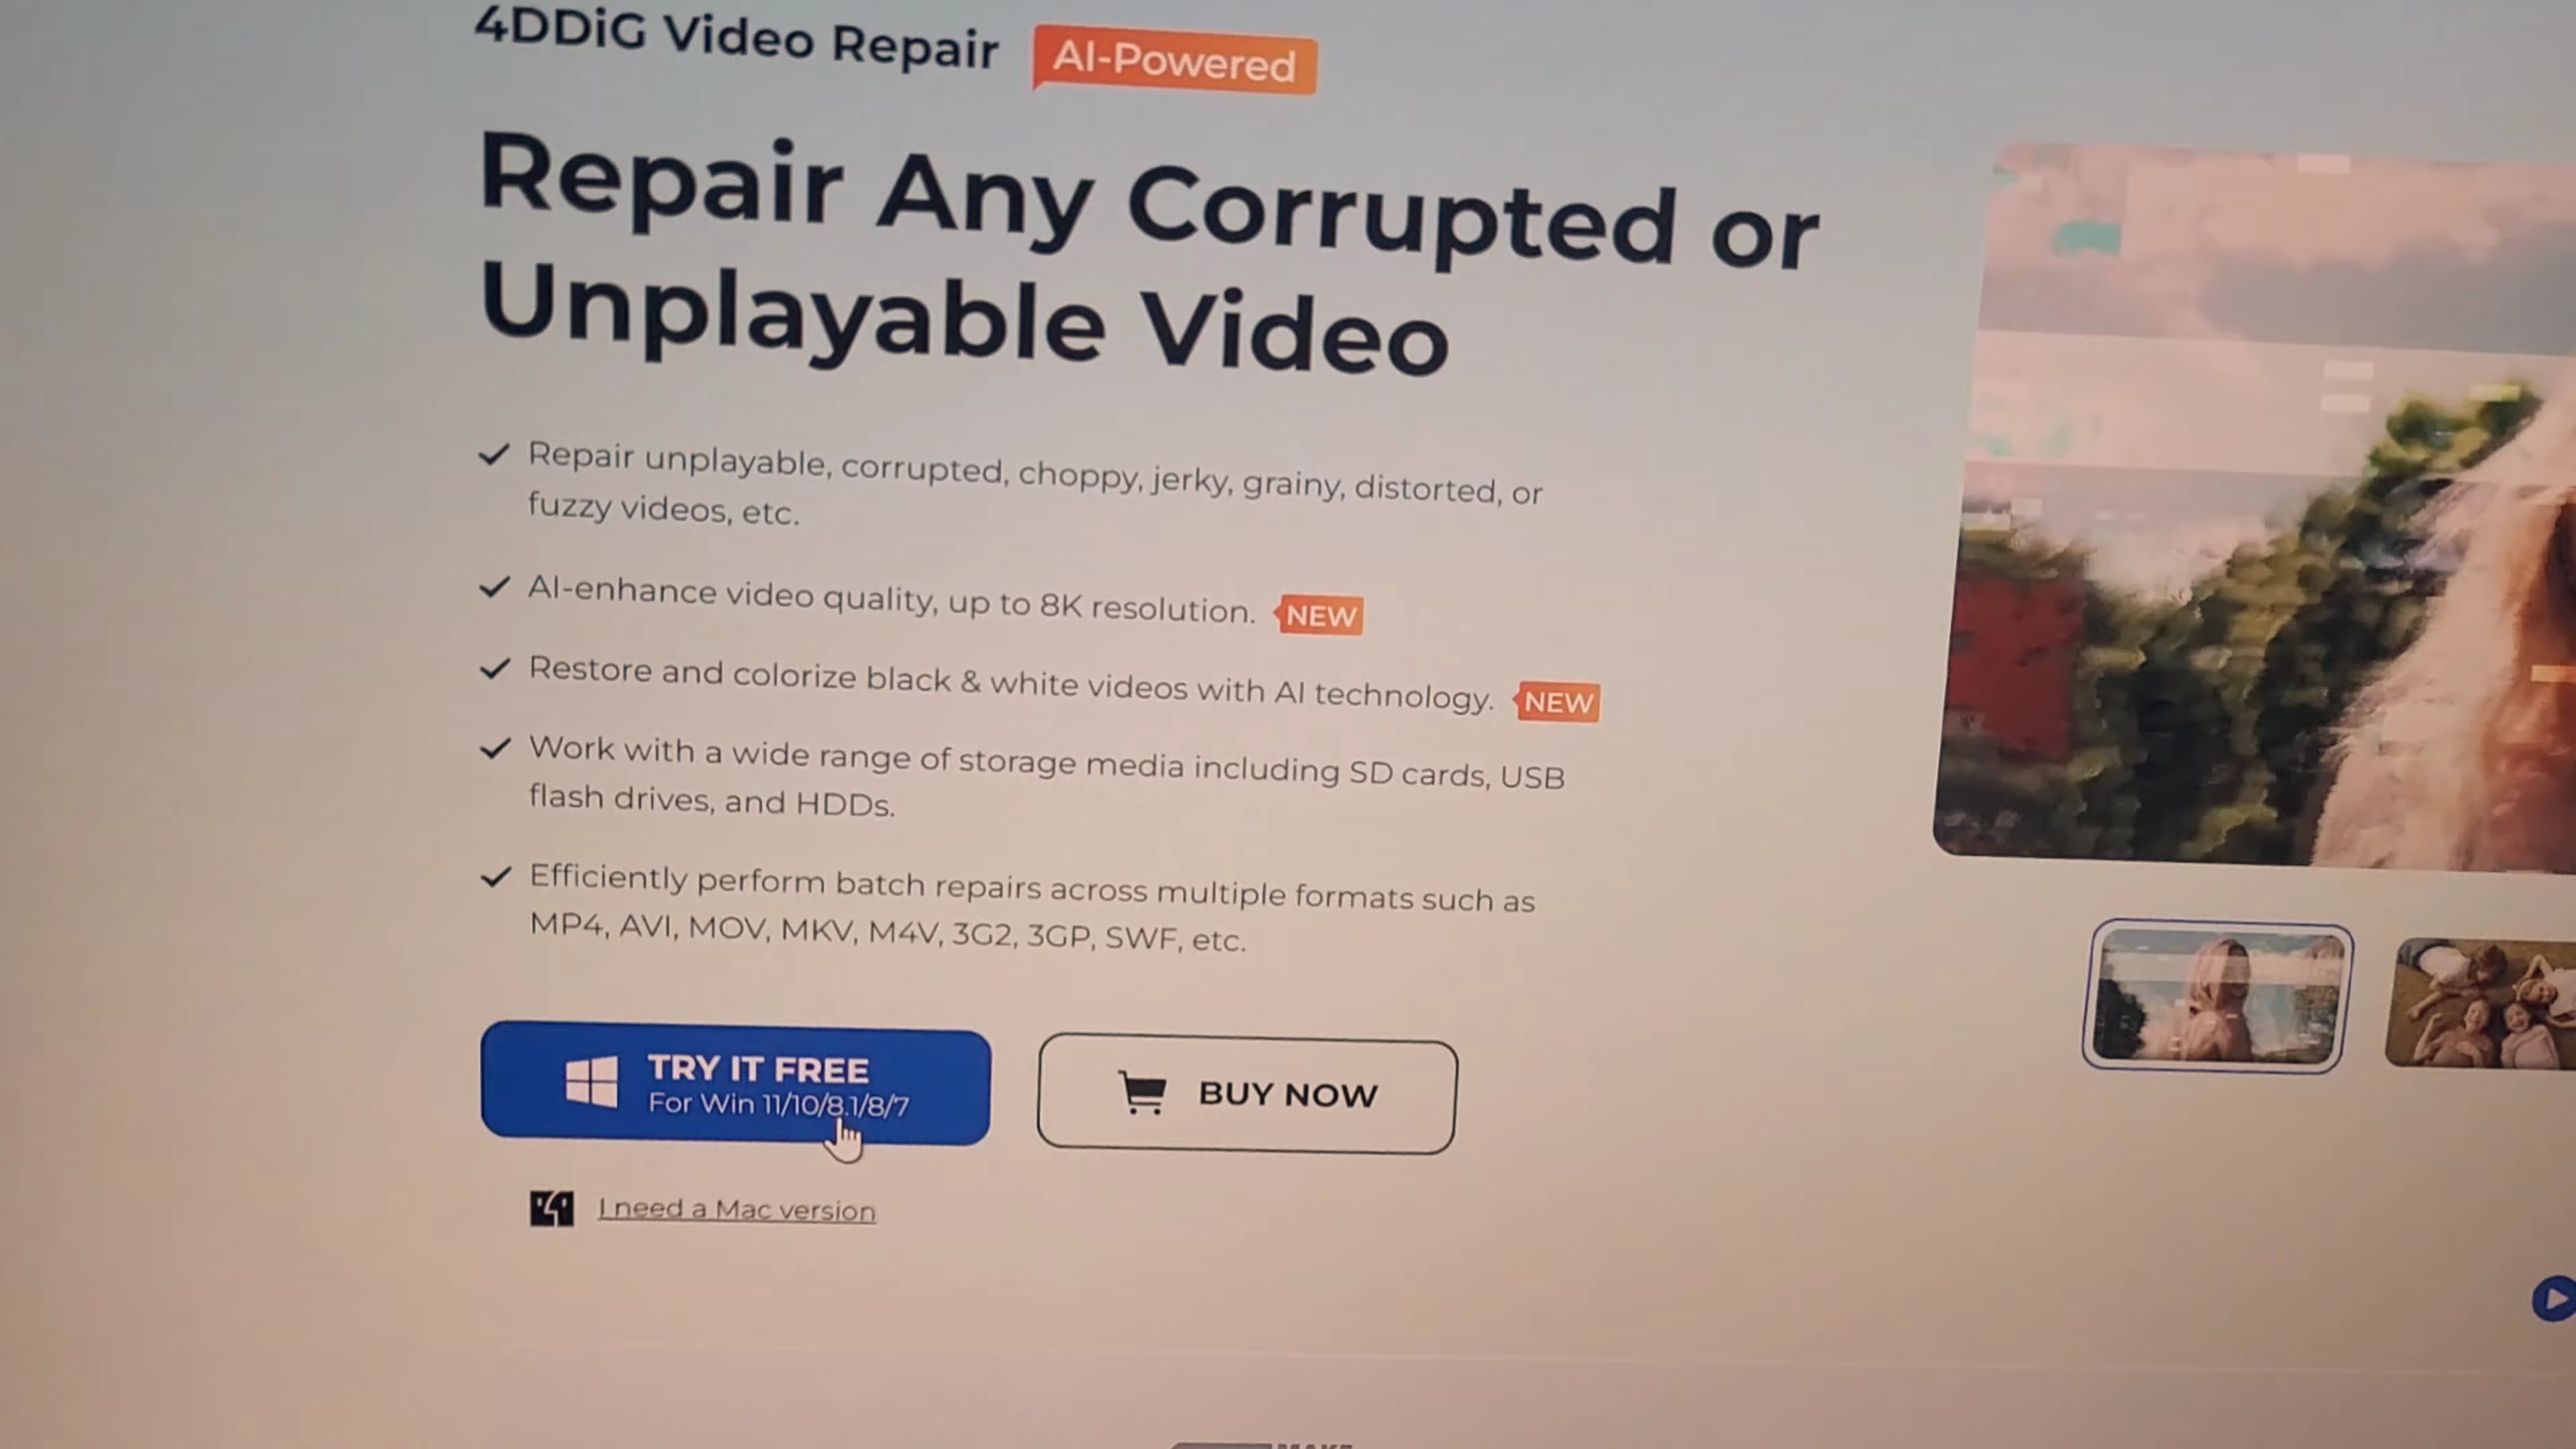 4DDiG Video Repair AI-Powered
Repair Any Corrupted or
Unplayable Video
Repair unplayable, corrupted, choppy, jerky, grainy, distorted, or
fuzzy videos, etc.
AI-enhance video quality, up to 8K resolution. NEW
Restore and colorize black & white videos with AI technology. NEW
Work with a wide range of storage media including SD cards, USB
flash drives, and HDDs.
Efficiently perform batch repairs across multiple formats such as
MP4, AVI, MOV, MKV, M4V, 3G2, 3GP, SWF, etc.
TRY IT FREE
For Win 11/10/8.1/8/7
BUY NOW
I need a Mac version